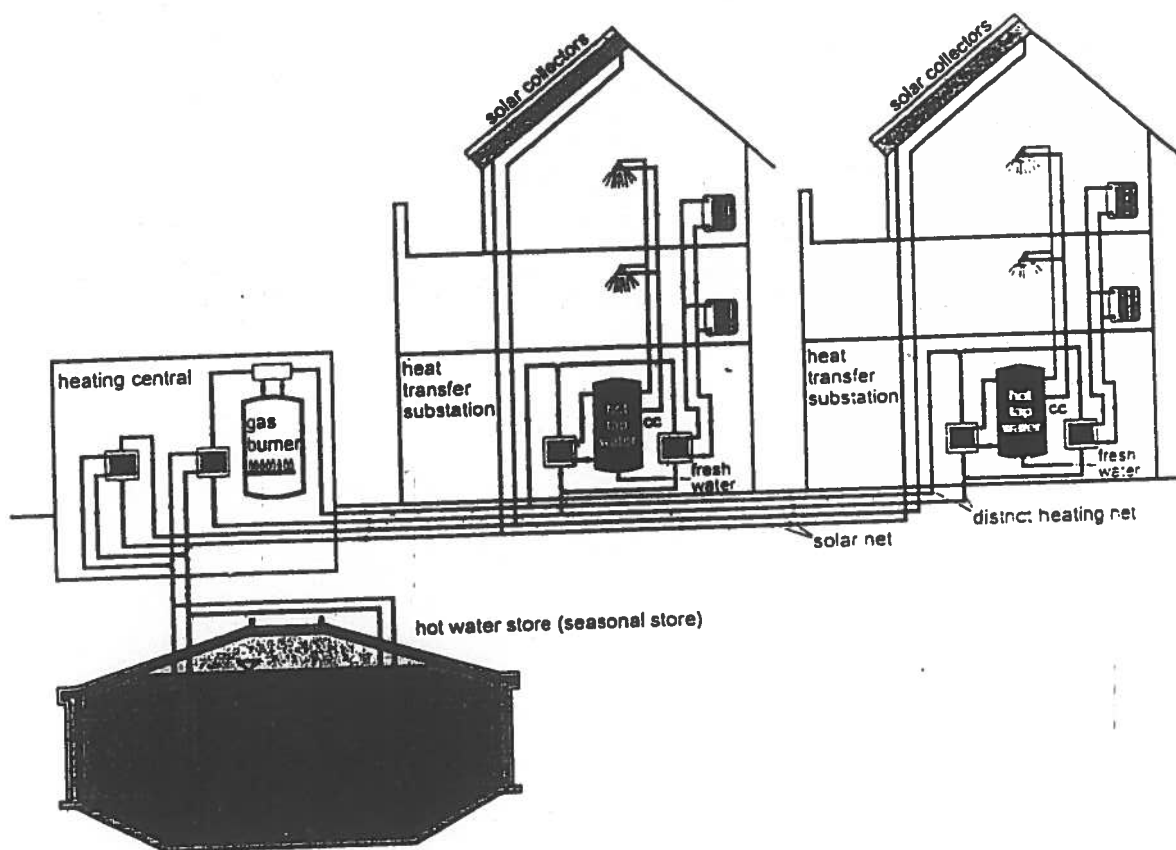 solar collectors
solar collectors
heating central
gas
burner
heat
transfer
substation
hot
tap
water
cc
fresh
water
heat
transfer
substation
hot
tap
water
cc
fresh
water
district heating net
solar net
hot water store (seasonal store)